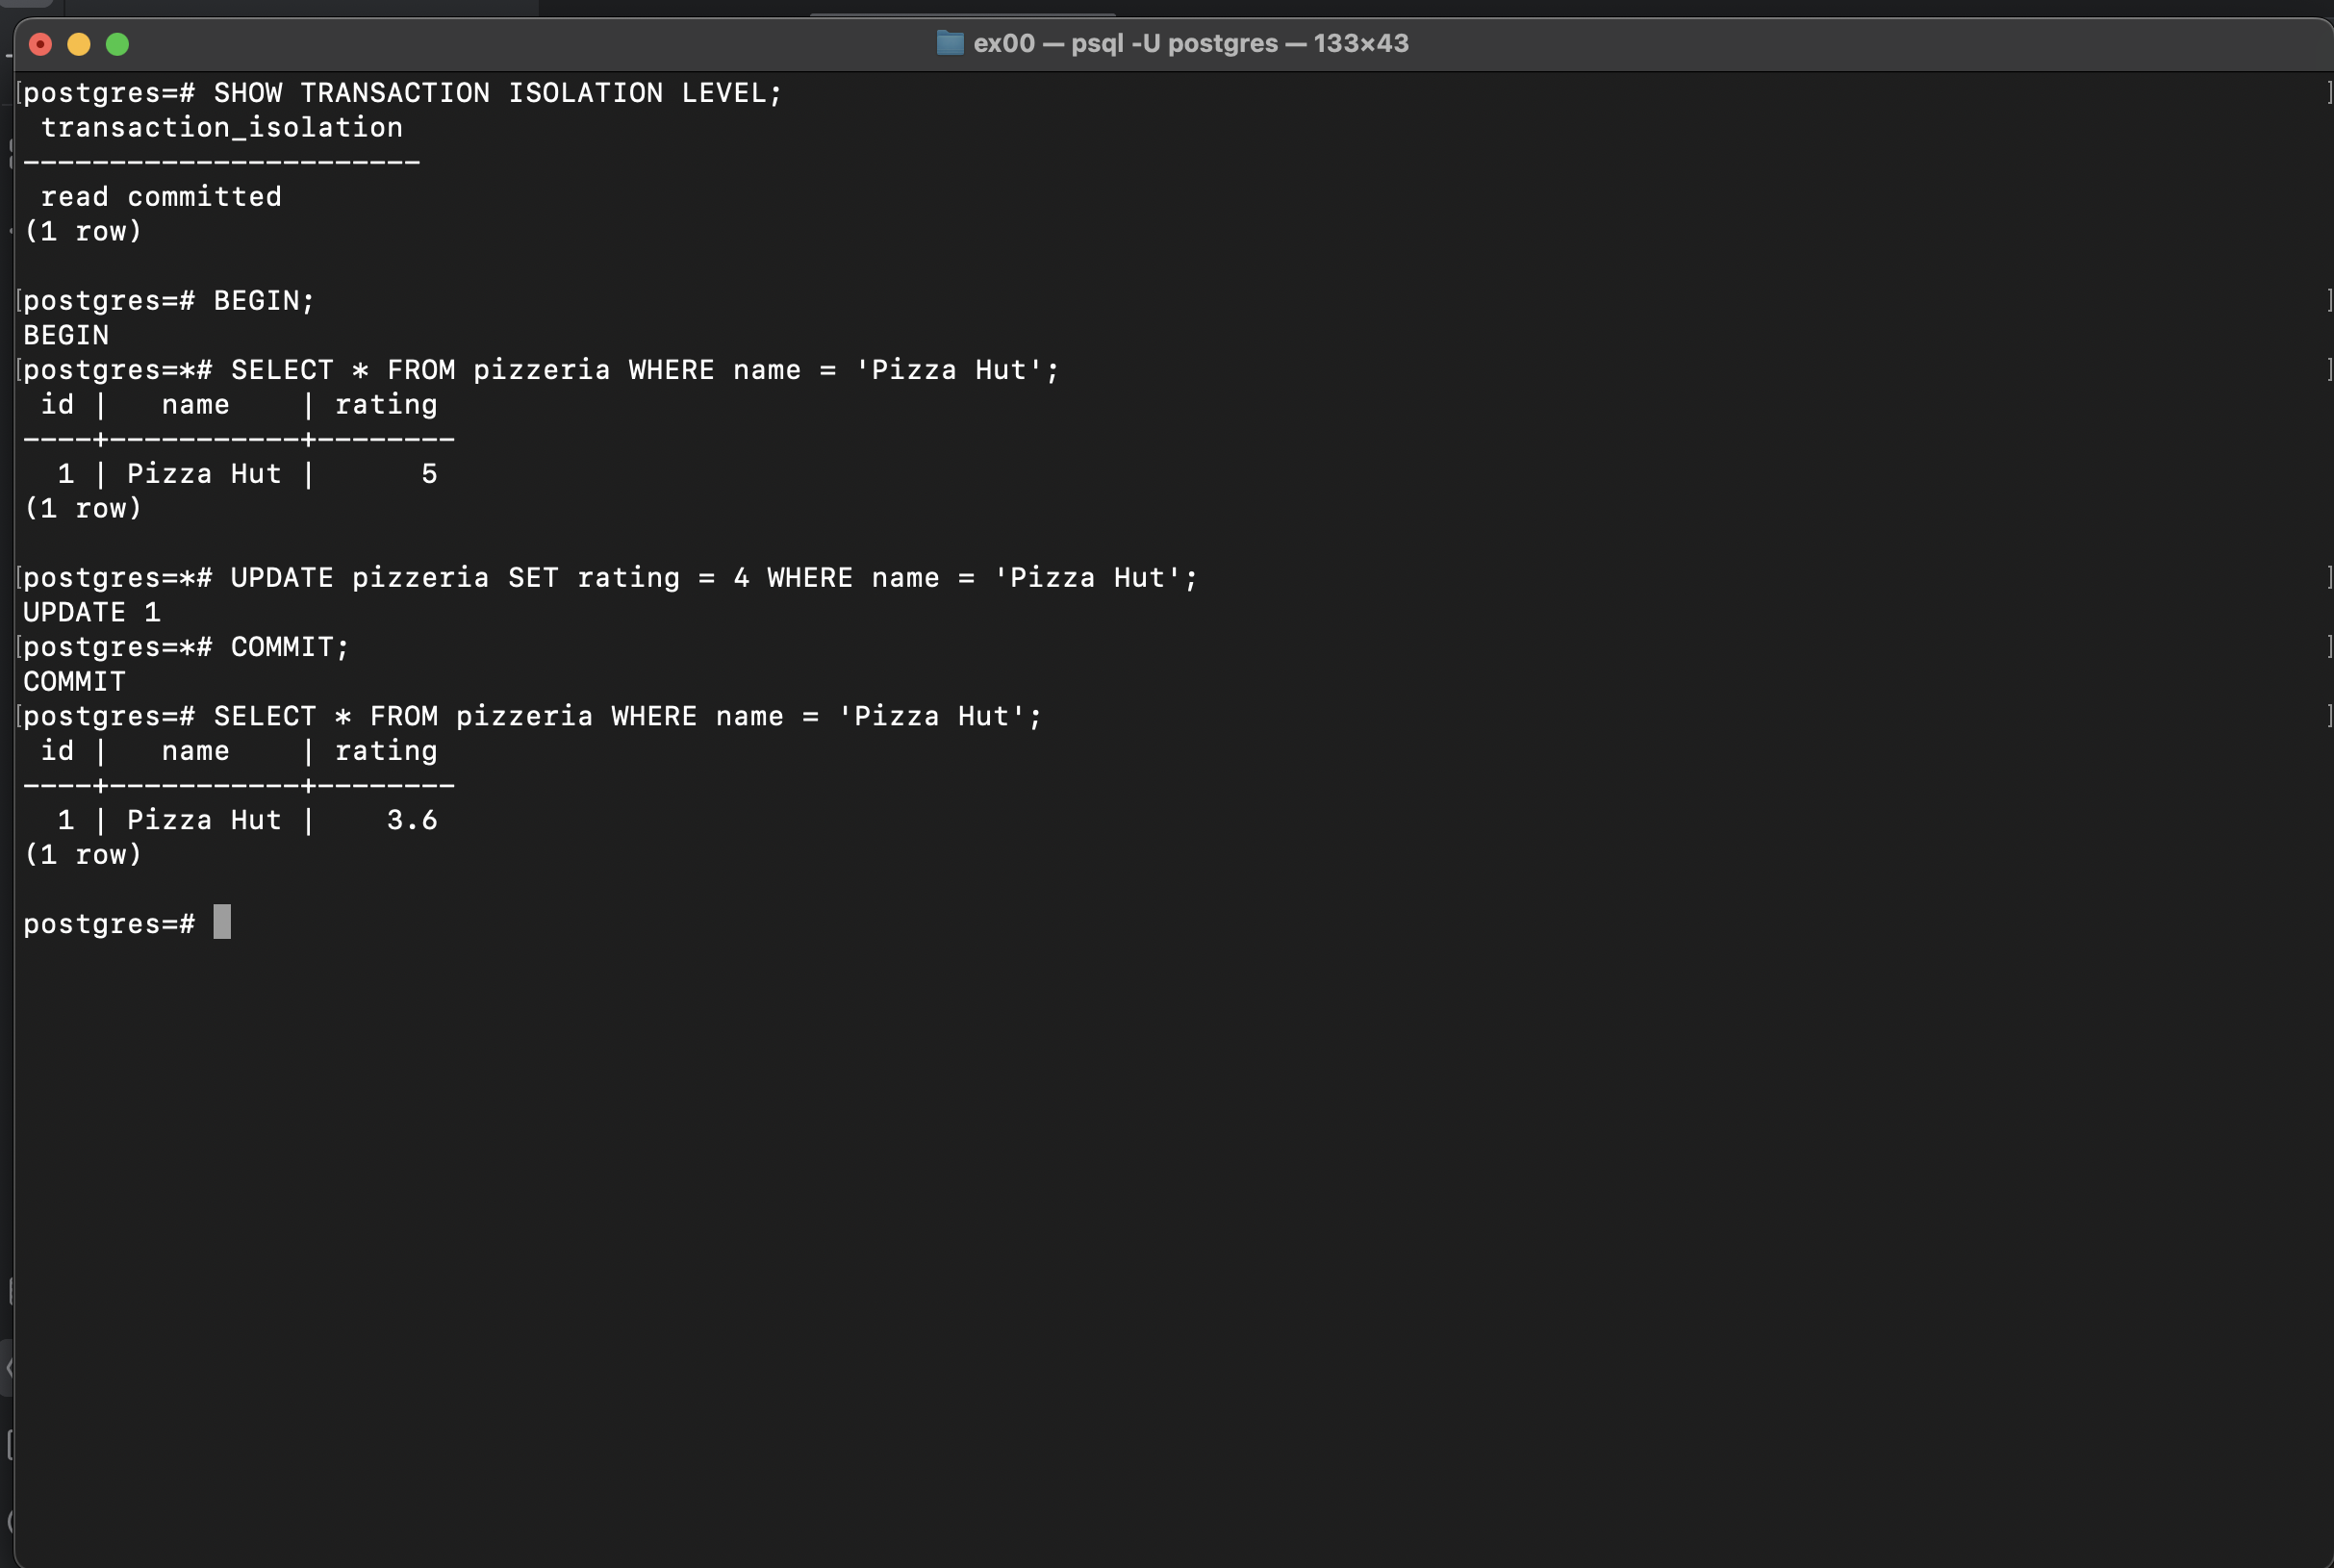 ex00 — psql -U postgres — 133×43
postgres=# SHOW TRANSACTION ISOLATION LEVEL;
 transaction_isolation
-----------------------
 read committed
(1 row)

postgres=# BEGIN;
BEGIN
postgres=*# SELECT * FROM pizzeria WHERE name = 'Pizza Hut';
 id |   name    | rating
----+-----------+--------
  1 | Pizza Hut |      5
(1 row)

postgres=*# UPDATE pizzeria SET rating = 4 WHERE name = 'Pizza Hut';
UPDATE 1
postgres=*# COMMIT;
COMMIT
postgres=# SELECT * FROM pizzeria WHERE name = 'Pizza Hut';
 id |   name    | rating
----+-----------+--------
  1 | Pizza Hut |    3.6
(1 row)

postgres=#